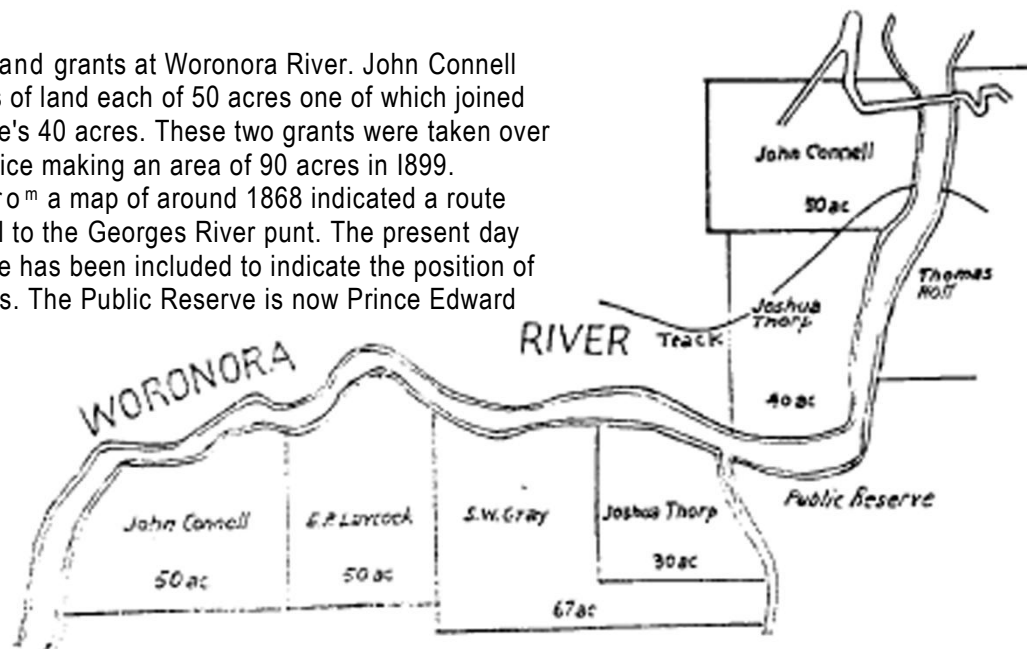 and grants at Woronora River. John Connell
s of land each of 50 acres one of which joined
e's 40 acres. These two grants were taken over
ice making an area of 90 acres in I899.
rom a map of around 1868 indicated a route
l to the Georges River punt. The present day
e has been included to indicate the position of
s. The Public Reserve is now Prince Edward
John Connell
50 ac
Thomas
Holt
Joshua
Thorp
Track
40 ac
WORONORA
RIVER
Public Reserve
John Connell
50 ac
E.P. Laycock
50 ac
S.W. Gray
Joshua Thorp
30 ac
67 ac